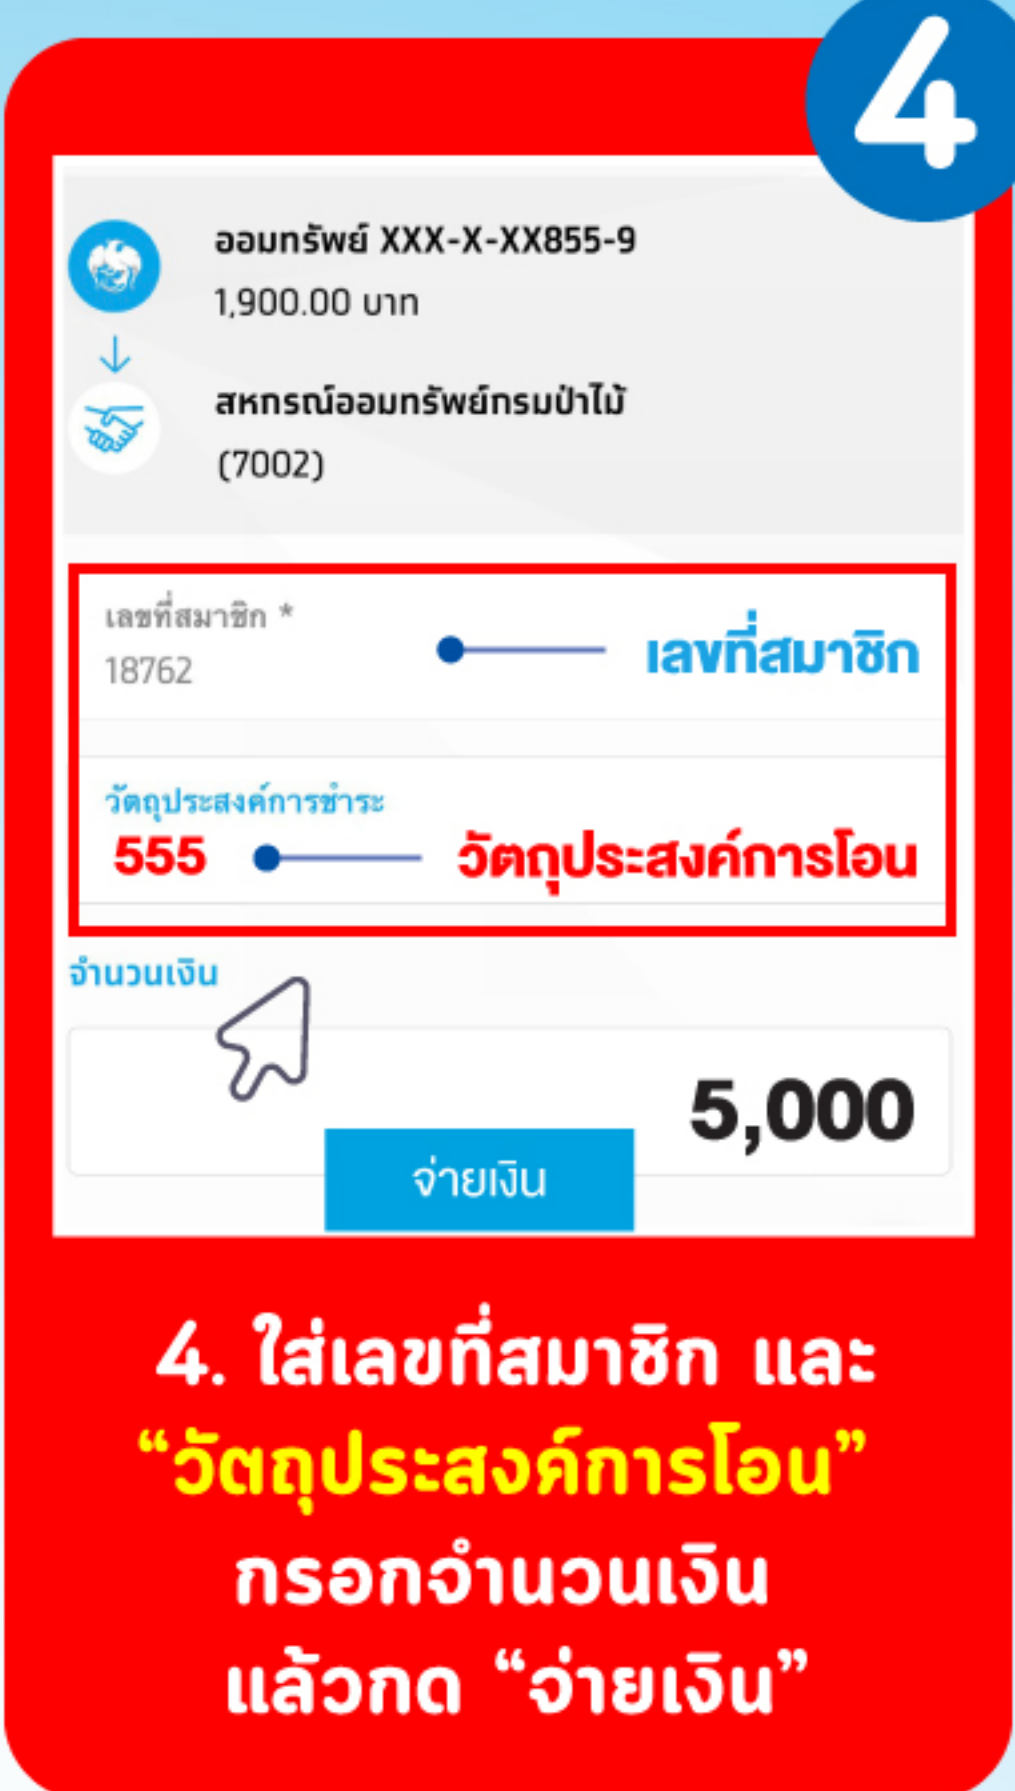 4
ออมทรัพย์ XXX-X-XX855-9
1,900.00 บาท
สหกรณ์ออมทรัพย์กรมป่าไม้
(7002)
เลขที่สมาชิก *
18762
เลขที่สมาชิก
วัตถุประสงค์การชำระ
555 วัตถุประสงค์การโอน
จำนวนเงิน
5,000
จ่ายเงิน
4. ใส่เลขที่สมาชิก และ
“วัตถุประสงค์การโอน”
กรอกจำนวนเงิน
แล้วกด “จ่ายเงิน”